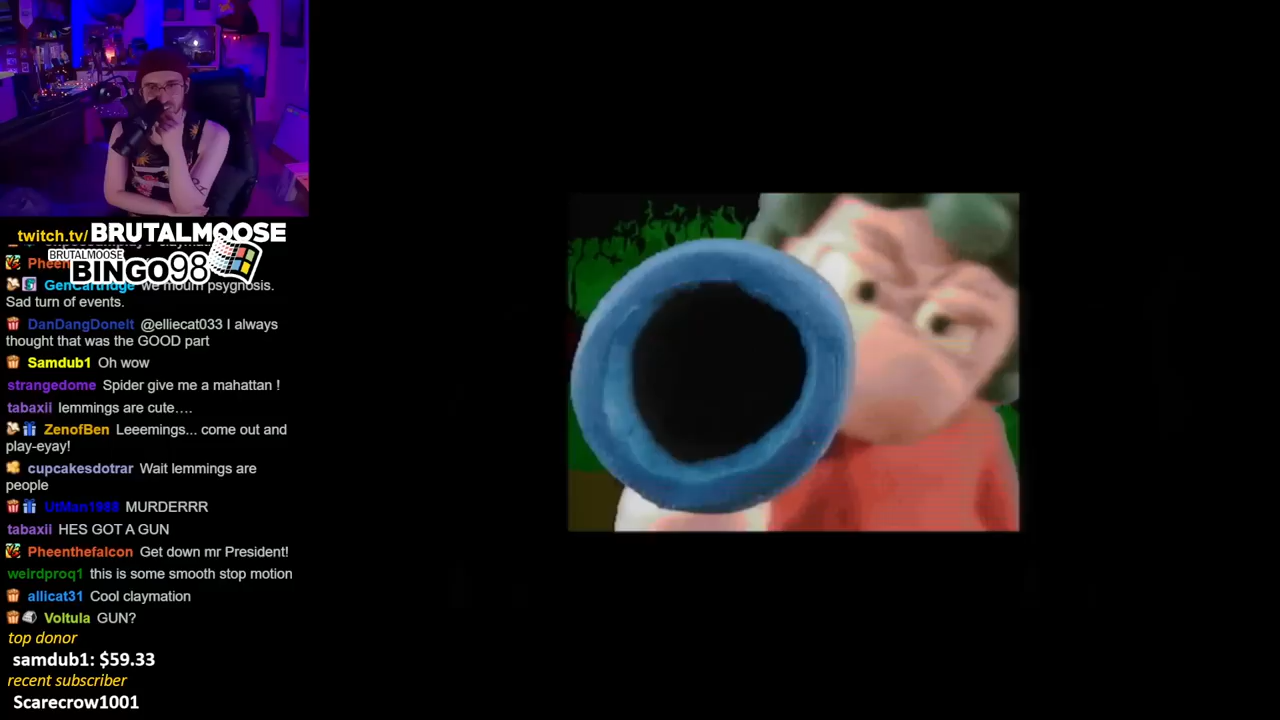 twitch.tv/BRUTALMOOSE
BRUTALMOOSE
BINGO98
Pheen
GenCartridge we mourn psygnosis.
Sad turn of events.
DanDangDoneIt @elliecat033 I always
thought that was the GOOD part
Samdub1 Oh wow
strangedome Spider give me a mahattan !
tabaxii lemmings are cute….
ZenofBen Leeemings... come out and
play-eyay!
cupcakesdotrar Wait lemmings are
people
UtMan1988 MURDERRR
tabaxii HES GOT A GUN
Pheenthefalcon Get down mr President!
weirdproq1 this is some smooth stop motion
allicat31 Cool claymation
Voltula GUN?
top donor
samdub1: $59.33
recent subscriber
Scarecrow1001